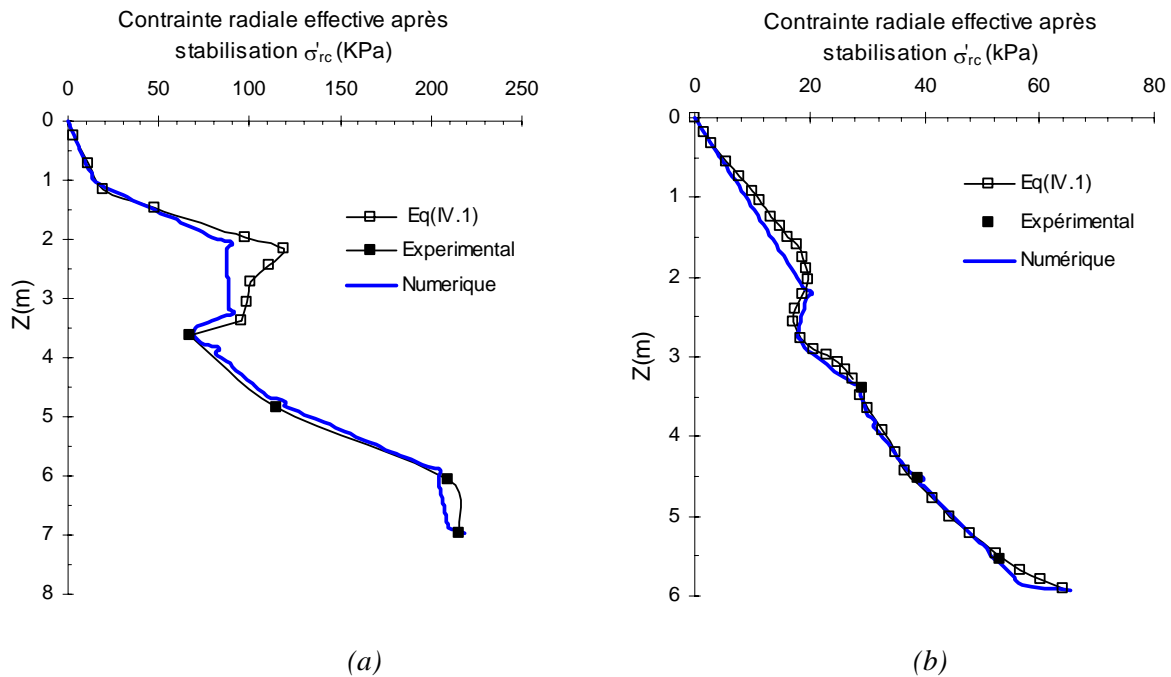 Contrainte radiale effective après
stabilisation σ'rc (KPa)
0 50 100 150 200 250
0
1
2
3
4
5
6
7
8
Z(m)
Eq(IV.1)
Experimental
Numerique
(a)
Contrainte radiale effective après
stabilisation σ'rc (kPa)
0 20 40 60 80
0
1
2
3
4
5
6
Z(m)
Eq(IV.1)
Expérimental
Numérique
(b)